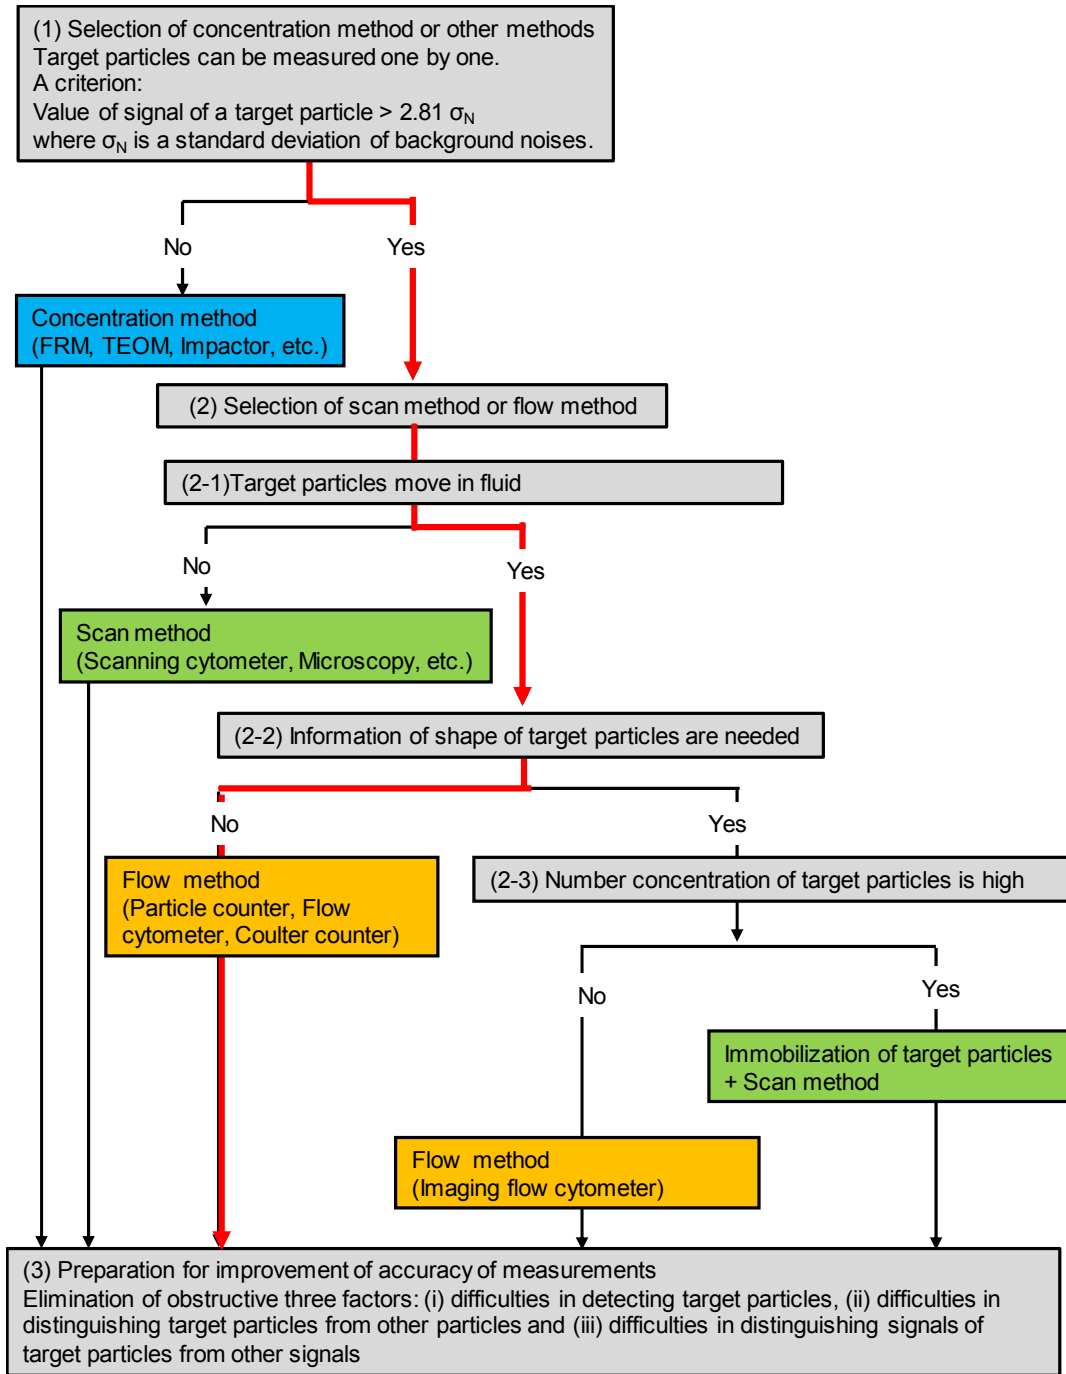 (1) Selection of concentration method or other methods
Target particles can be measured one by one.
A criterion:
Value of signal of a target particle > 2.81 σN
where σN is a standard deviation of background noises.
No
Yes
Concentration method
(FRM, TEOM, Impactor, etc.)
(2) Selection of scan method or flow method
(2-1)Target particles move in fluid
No
Yes
Scan method
(Scanning cytometer, Microscopy, etc.)
(2-2) Information of shape of target particles are needed
No
Yes
Flow method
(Particle counter, Flow
cytometer, Coulter counter)
(2-3) Number concentration of target particles is high
No
Yes
Immobilization of target particles
+ Scan method
Flow method
(Imaging flow cytometer)
(3) Preparation for improvement of accuracy of measurements
Elimination of obstructive three factors: (i) difficulties in detecting target particles, (ii) difficulties in
distinguishing target particles from other particles and (iii) difficulties in distinguishing signals of
target particles from other signals